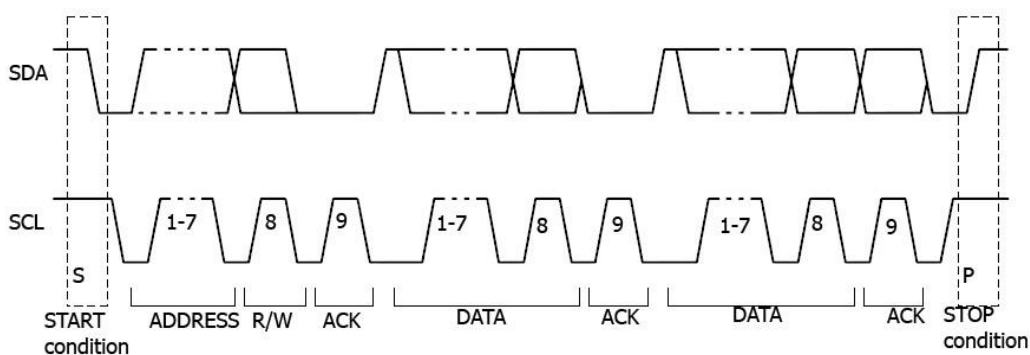 SDA
SCL
1-7 8 9 1-7 8 9 1-7 8 9
S P
START condition
ADDRESS R/W ACK DATA ACK DATA ACK
STOP condition